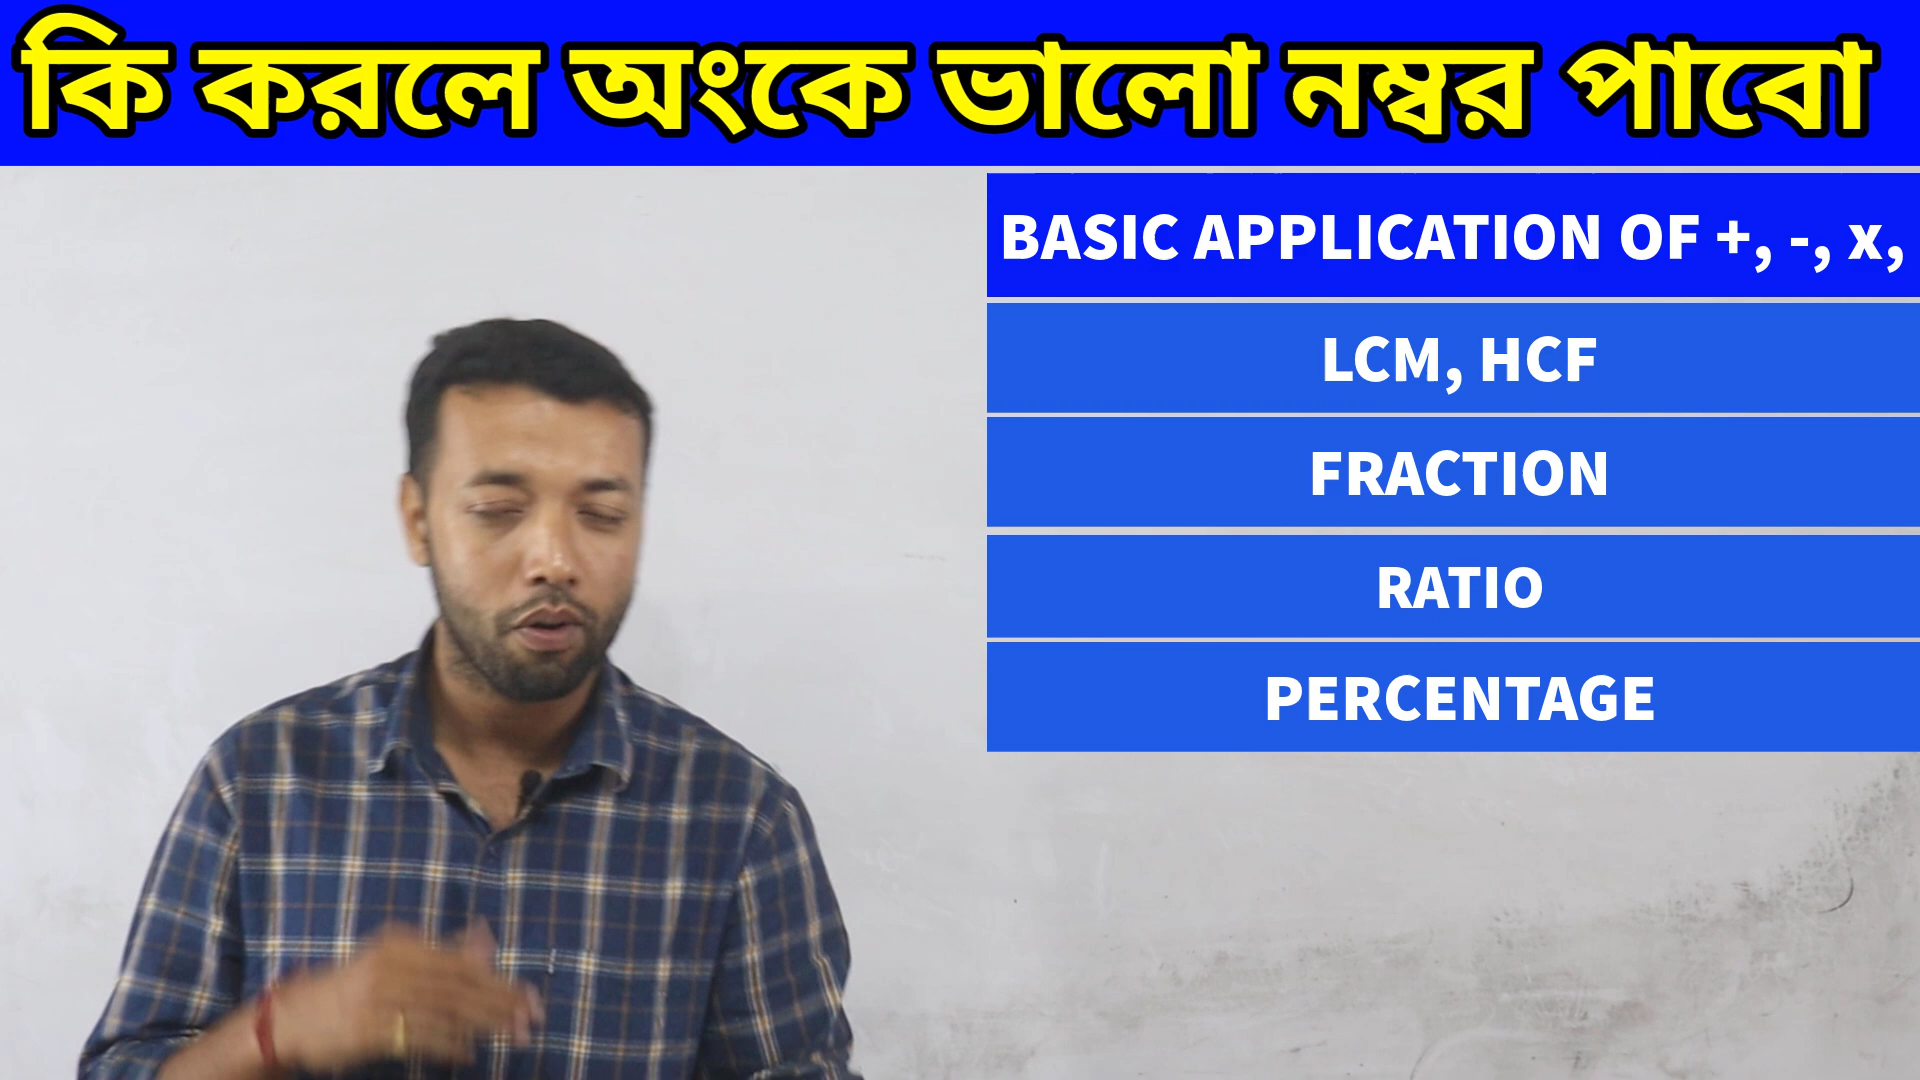 কি করলে অংকে ভালো নম্বর পাবো
BASIC APPLICATION OF +, -, x,
LCM, HCF
FRACTION
RATIO
PERCENTAGE